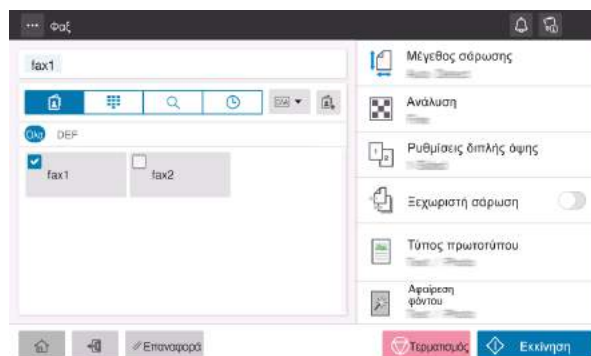 Φαξ
fax1
Όλα DEF
fax1
fax2
Μέγεθος σάρωσης
Ανάλυση
Ρυθμίσεις διπλής όψης
Ξεχωριστή σάρωση
Τύπος πρωτοτύπου
Αφαίρεση
φόντου
Επαναφορά
Τερματισμός
Εκκίνηση